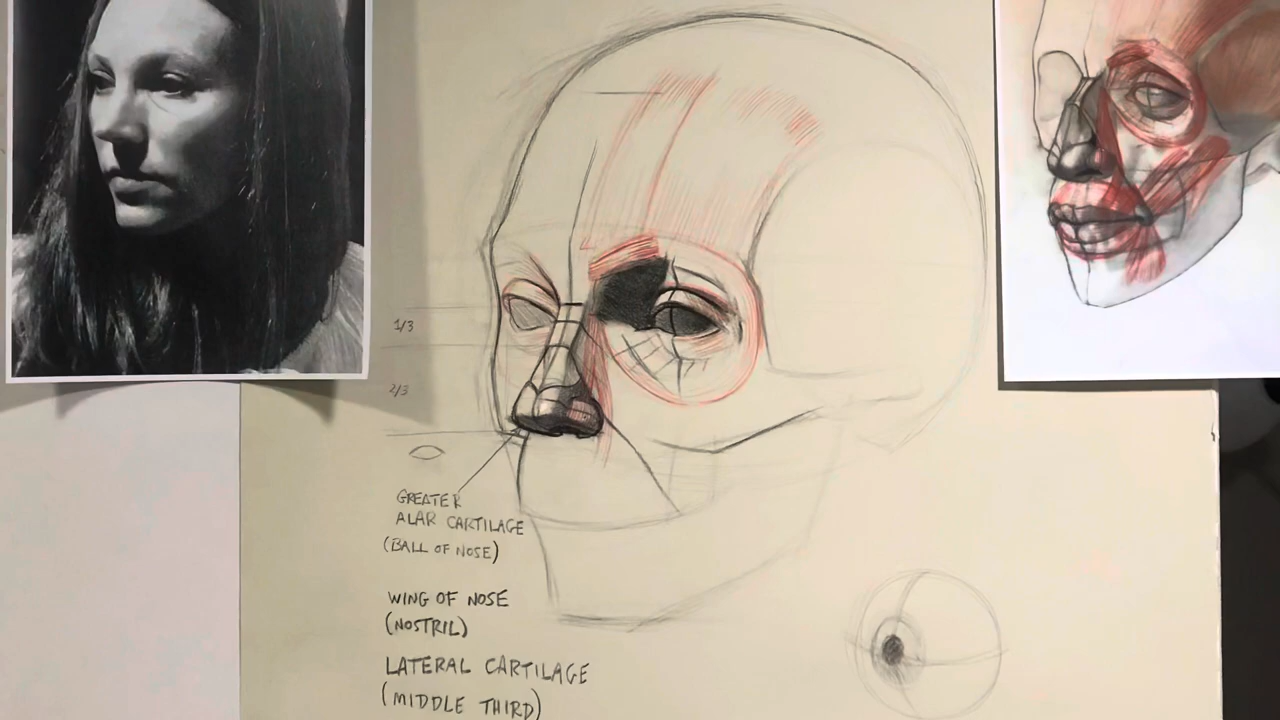 1/3
2/3
GREATER
ALAR CARTILAGE
(BALL OF NOSE)
WING OF NOSE
(NOSTRIL)
LATERAL CARTILAGE
(MIDDLE THIRD)